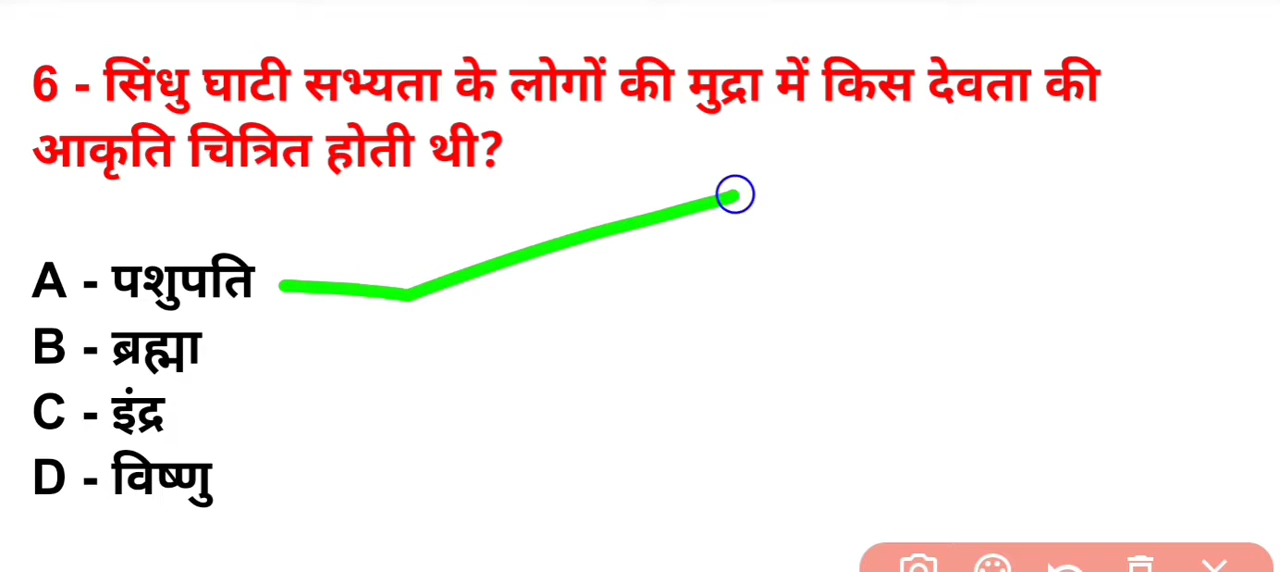 6 - सिंधु घाटी सभ्यता के लोगों की मुद्रा में किस देवता की
आकृति चित्रित होती थी?
A - पशुपति
B - ब्रह्मा
C - इंद्र
D - विष्णु